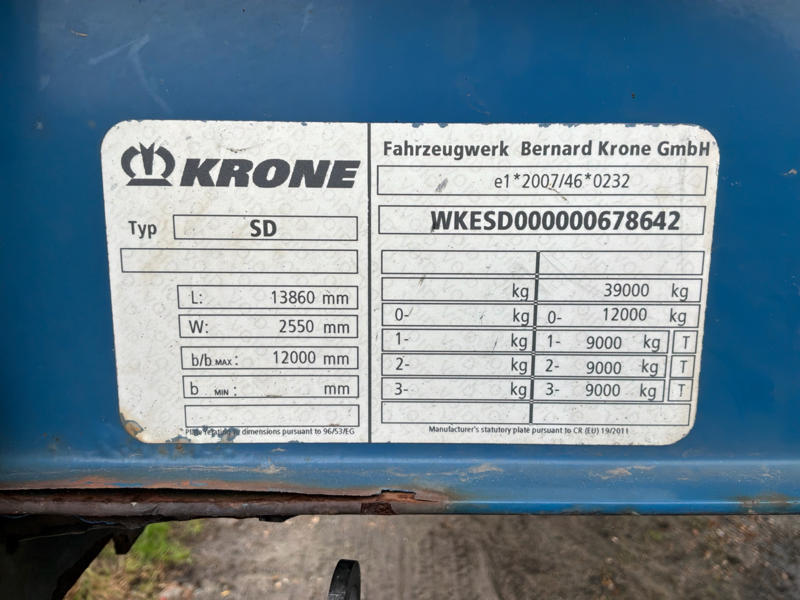 KRONE
Typ SD
L: 13860 mm
W: 2550 mm
b/b MAX: 12000 mm
b MIN: mm
Plate relating to dimensions pursuant to 96/53/EG
Fahrzeugwerk Bernard Krone GmbH
e1*2007/46*0232
WKESD000000678642
kg 39000 kg
0- kg 0- 12000 kg
1- kg 1- 9000 kg T
2- kg 2- 9000 kg T
3- kg 3- 9000 kg T
Manufacturer's statutory plate pursuant to CR (EU) 19/2011